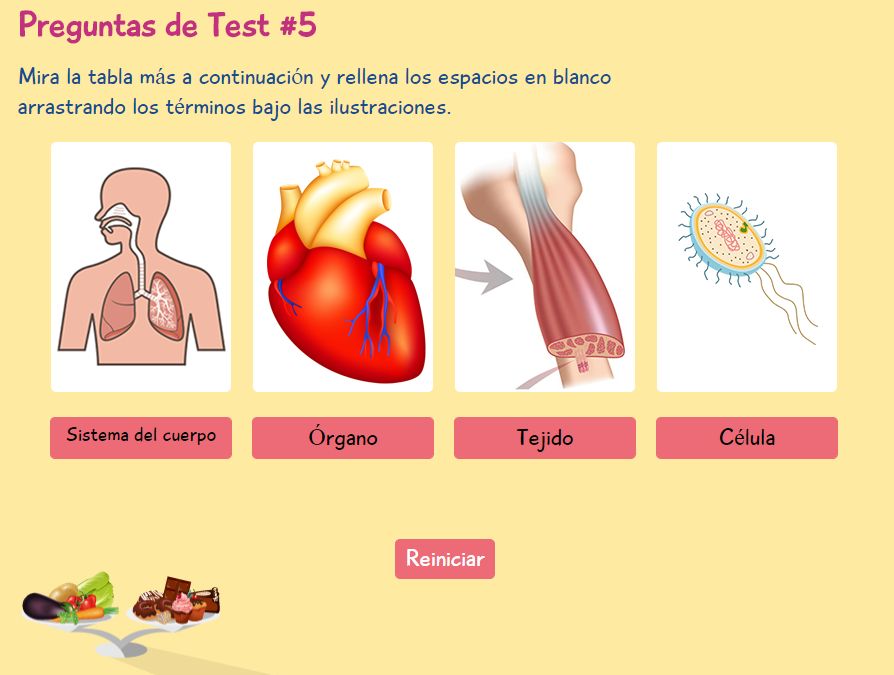 Preguntas de Test #5
Mira la tabla más a continuación y rellena los espacios en blanco
arrastrando los términos bajo las ilustraciones.
Sistema del cuerpo
Órgano
Tejido
Célula
Reiniciar